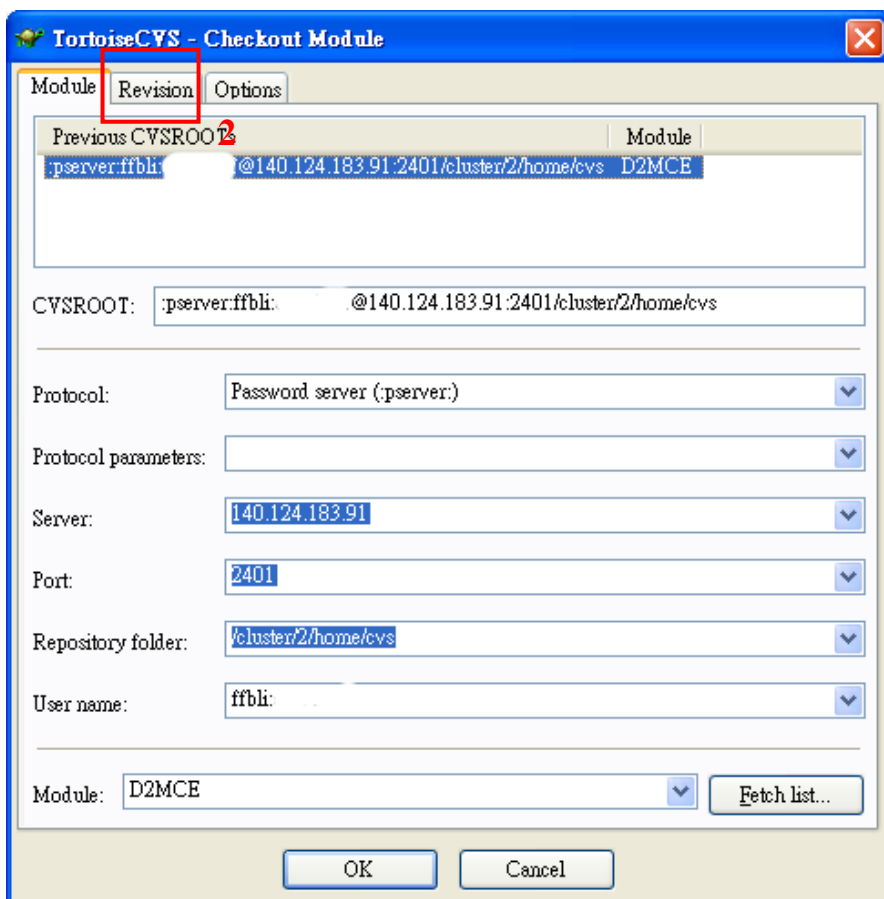 TortoiseCVS - Checkout Module
Module Revision Options
2
Previous CVSROOTs Module
:pserver:ffbli: @140.124.183.91:2401/cluster/2/home/cvs D2MCE
CVSROOT: :pserver:ffbli: @140.124.183.91:2401/cluster/2/home/cvs
Protocol: Password server (:pserver:)
Protocol parameters:
Server: 140.124.183.91
Port: 2401
Repository folder: /cluster/2/home/cvs
User name: ffbli:
Module: D2MCE Fetch list...
OK Cancel